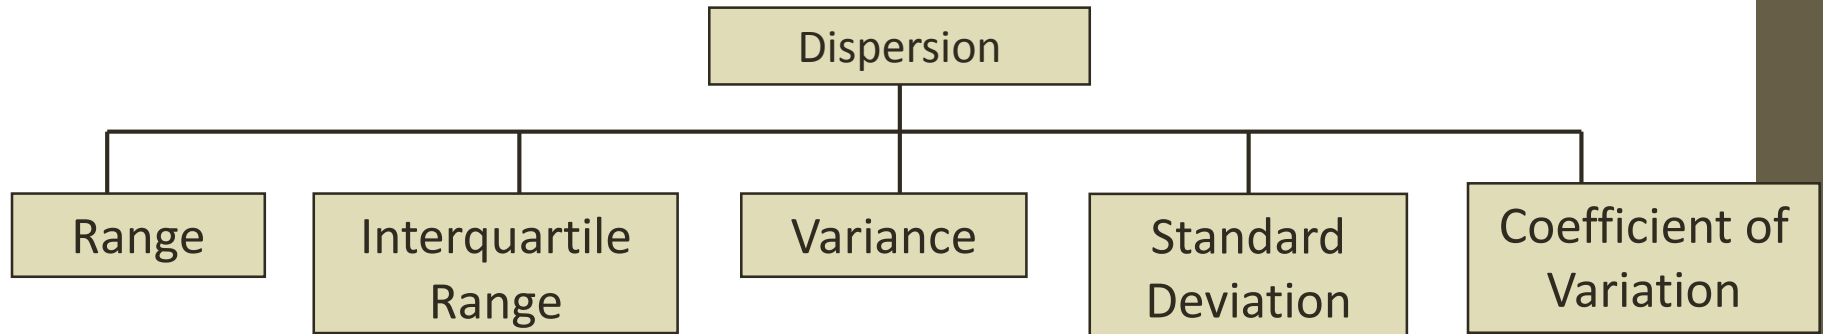 Dispersion
Range
Interquartile
Range
Variance
Standard
Deviation
Coefficient of
Variation